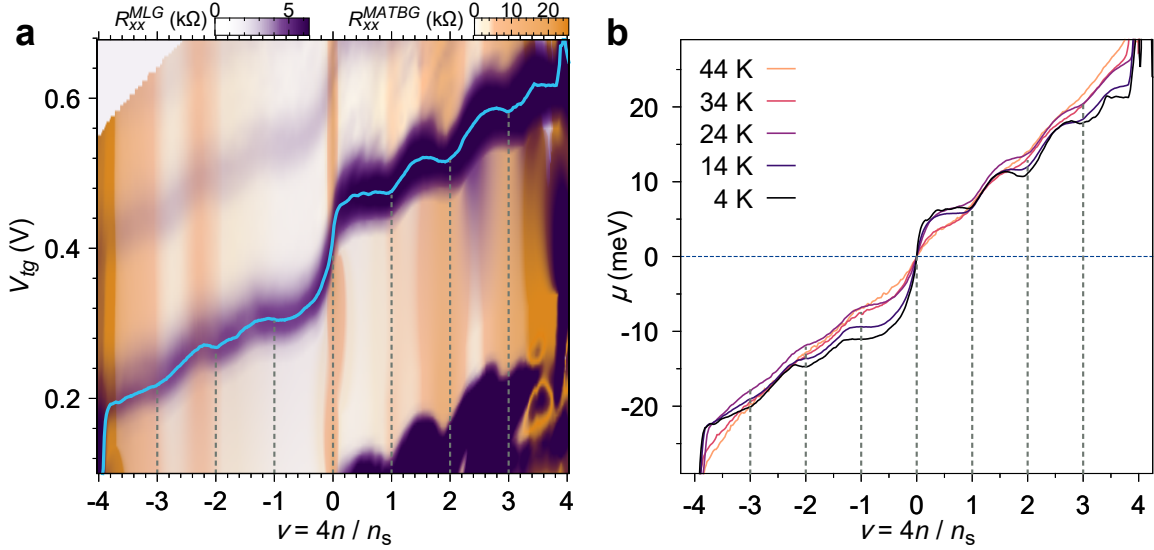 a
R_xx^MLG (kΩ) 0 5
R_xx^MATBG (kΩ) 0 10 20
V_tg (V)
0.6
0.4
0.2
-4 -3 -2 -1 0 1 2 3 4
ν = 4n / n_s
b
44 K
34 K
24 K
14 K
4 K
μ (meV)
20
10
0
-10
-20
-4 -3 -2 -1 0 1 2 3 4
ν = 4n / n_s